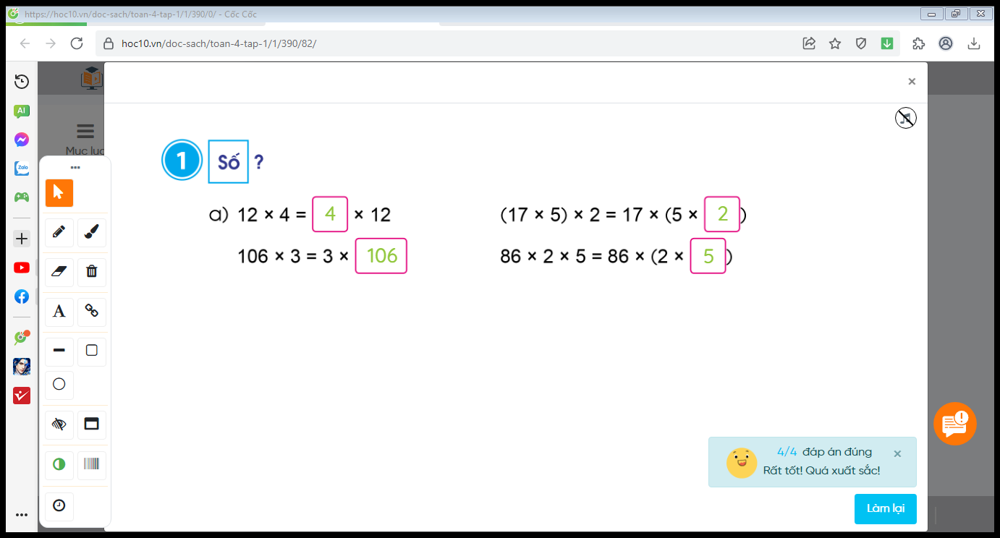 https://hoc10.vn/doc-sach/toan-4-tap-1/1/390/0/ - Cốc Cốc
hoc10.vn/doc-sach/toan-4-tap-1/1/390/82/
AI
Zalo
Mục lục
1 Số ?
a) 12 × 4 = 4 × 12
(17 × 5) × 2 = 17 × (5 × 2)
106 × 3 = 3 × 106
86 × 2 × 5 = 86 × (2 × 5)
A
4/4 đáp án đúng
Rất tốt! Quá xuất sắc!
Làm lại